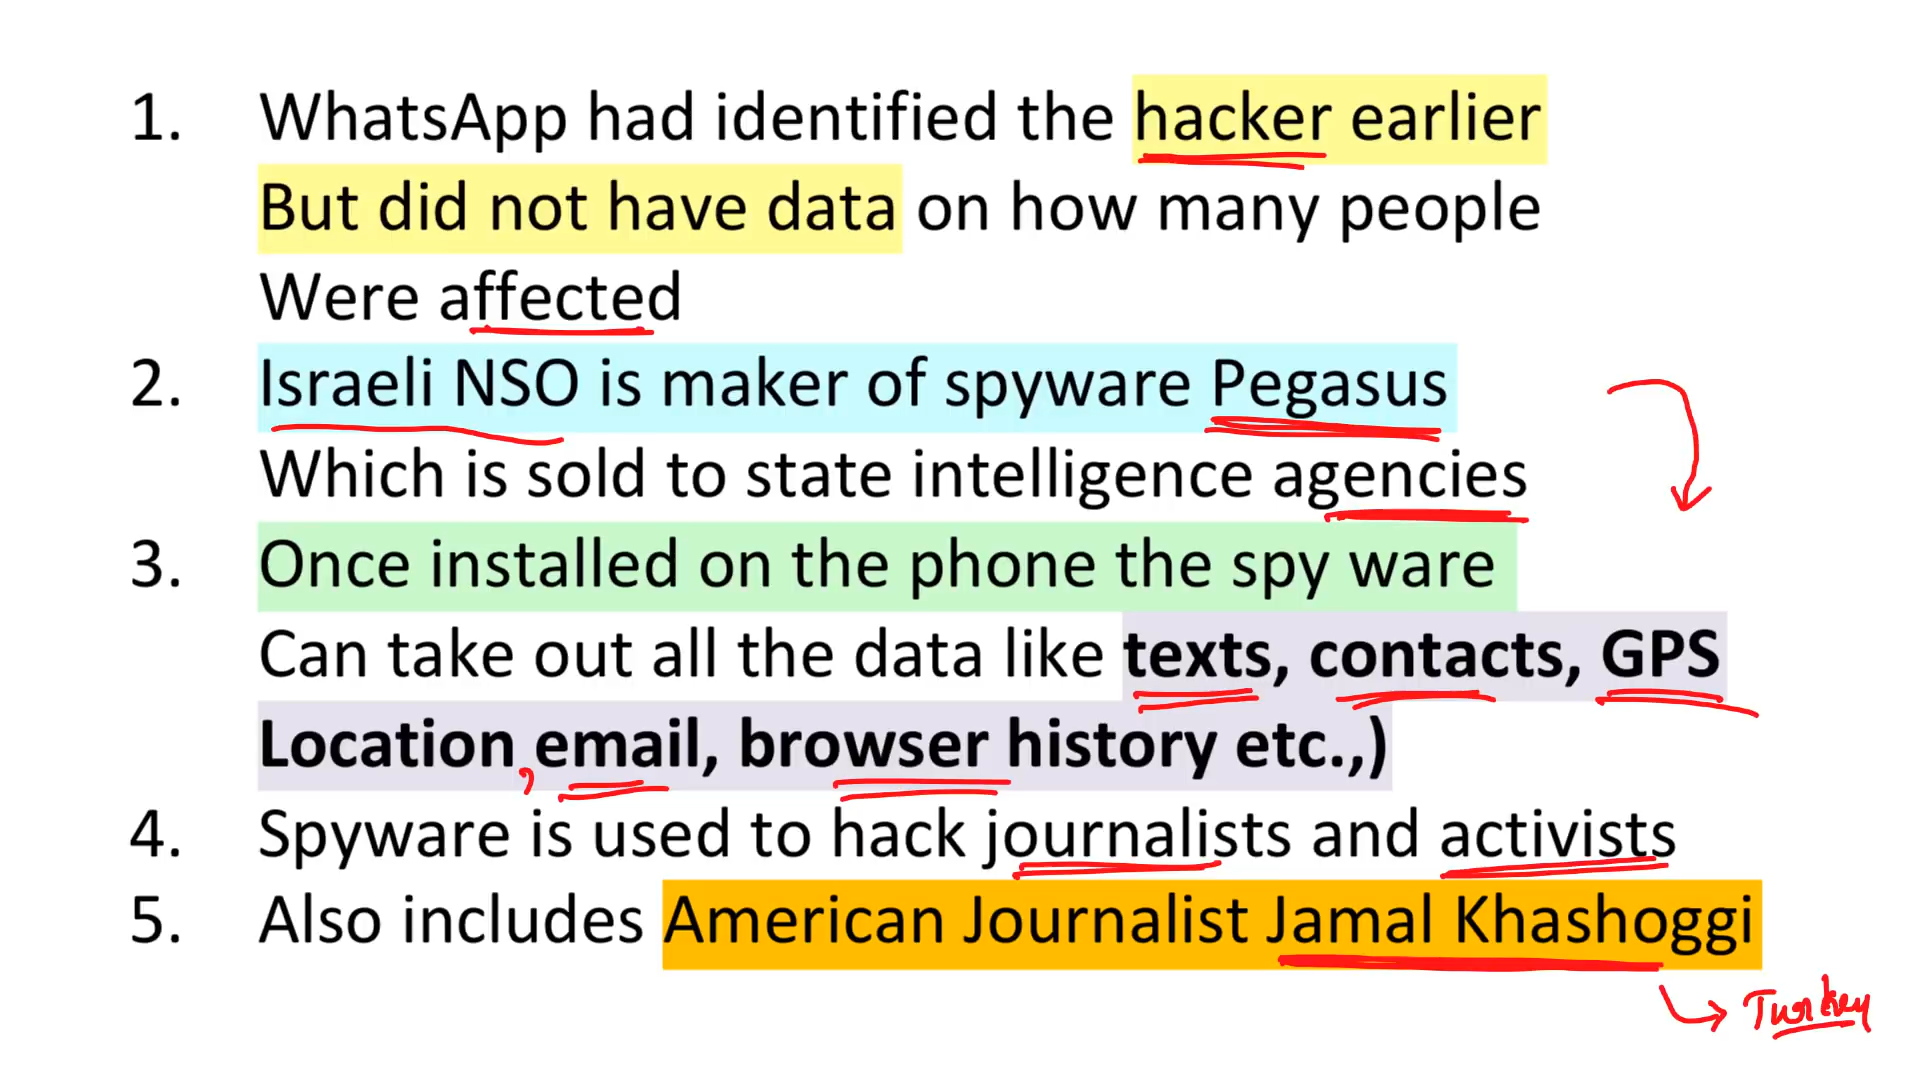 1. WhatsApp had identified the hacker earlier
But did not have data on how many people
Were affected
2. Israeli NSO is maker of spyware Pegasus
Which is sold to state intelligence agencies
3. Once installed on the phone the spy ware
Can take out all the data like texts, contacts, GPS
Location, email, browser history etc.,)
4. Spyware is used to hack journalists and activists
5. Also includes American Journalist Jamal Khashoggi
Turkey